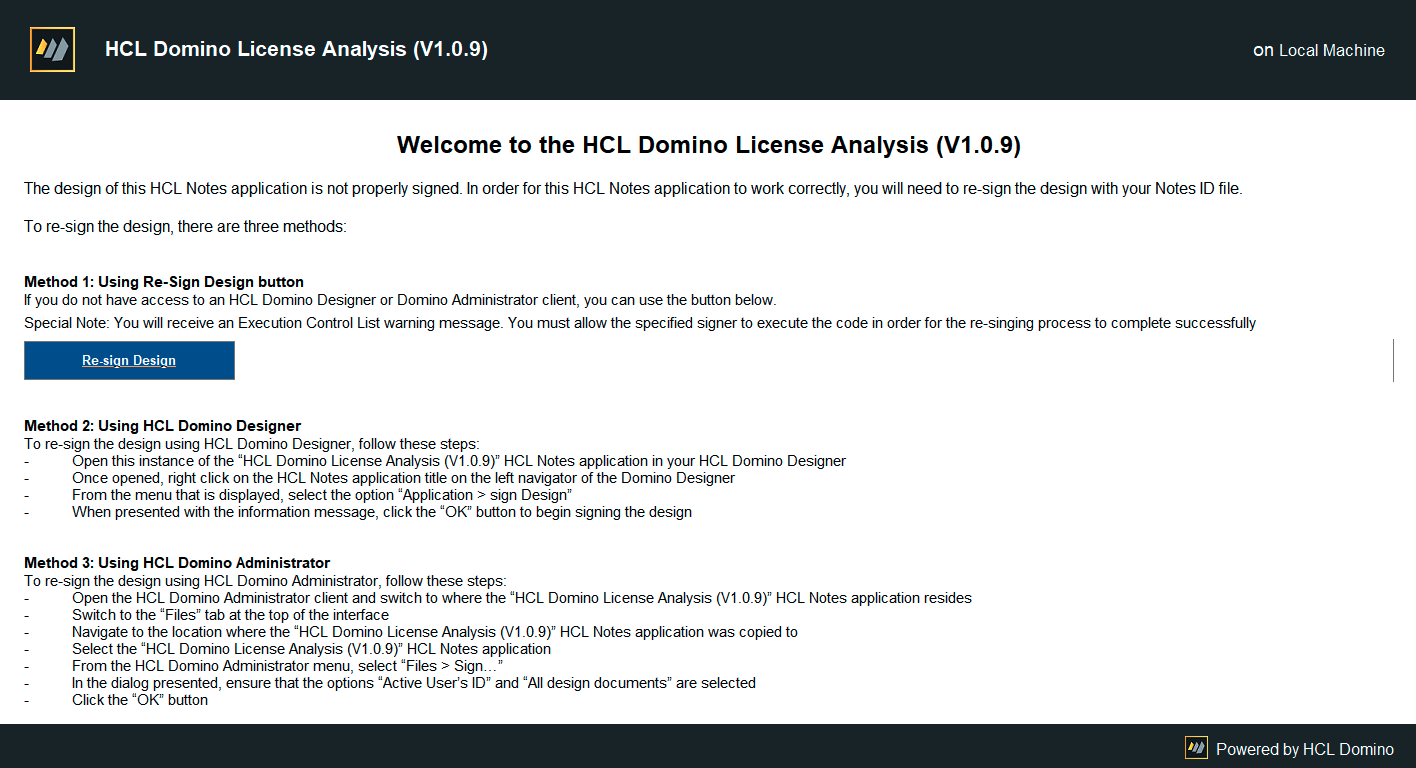 HCL Domino License Analysis (V1.0.9)
on Local Machine
Welcome to the HCL Domino License Analysis (V1.0.9)
The design of this HCL Notes application is not properly signed. In order for this HCL Notes application to work correctly, you will need to re-sign the design with your Notes ID file.
To re-sign the design, there are three methods:
Method 1: Using Re-Sign Design button
If you do not have access to an HCL Domino Designer or Domino Administrator client, you can use the button below.
Special Note: You will receive an Execution Control List warning message. You must allow the specified signer to execute the code in order for the re-singing process to complete successfully
Re-sign Design
Method 2: Using HCL Domino Designer
To re-sign the design using HCL Domino Designer, follow these steps:
- Open this instance of the “HCL Domino License Analysis (V1.0.9)” HCL Notes application in your HCL Domino Designer
- Once opened, right click on the HCL Notes application title on the left navigator of the Domino Designer
- From the menu that is displayed, select the option “Application > sign Design”
- When presented with the information message, click the “OK” button to begin signing the design
Method 3: Using HCL Domino Administrator
To re-sign the design using HCL Domino Administrator, follow these steps:
- Open the HCL Domino Administrator client and switch to where the “HCL Domino License Analysis (V1.0.9)” HCL Notes application resides
- Switch to the “Files” tab at the top of the interface
- Navigate to the location where the “HCL Domino License Analysis (V1.0.9)” HCL Notes application was copied to
- Select the “HCL Domino License Analysis (V1.0.9)” HCL Notes application
- From the HCL Domino Administrator menu, select “Files > Sign…”
- In the dialog presented, ensure that the options “Active User’s ID” and “All design documents” are selected
- Click the “OK” button
Powered by HCL Domino